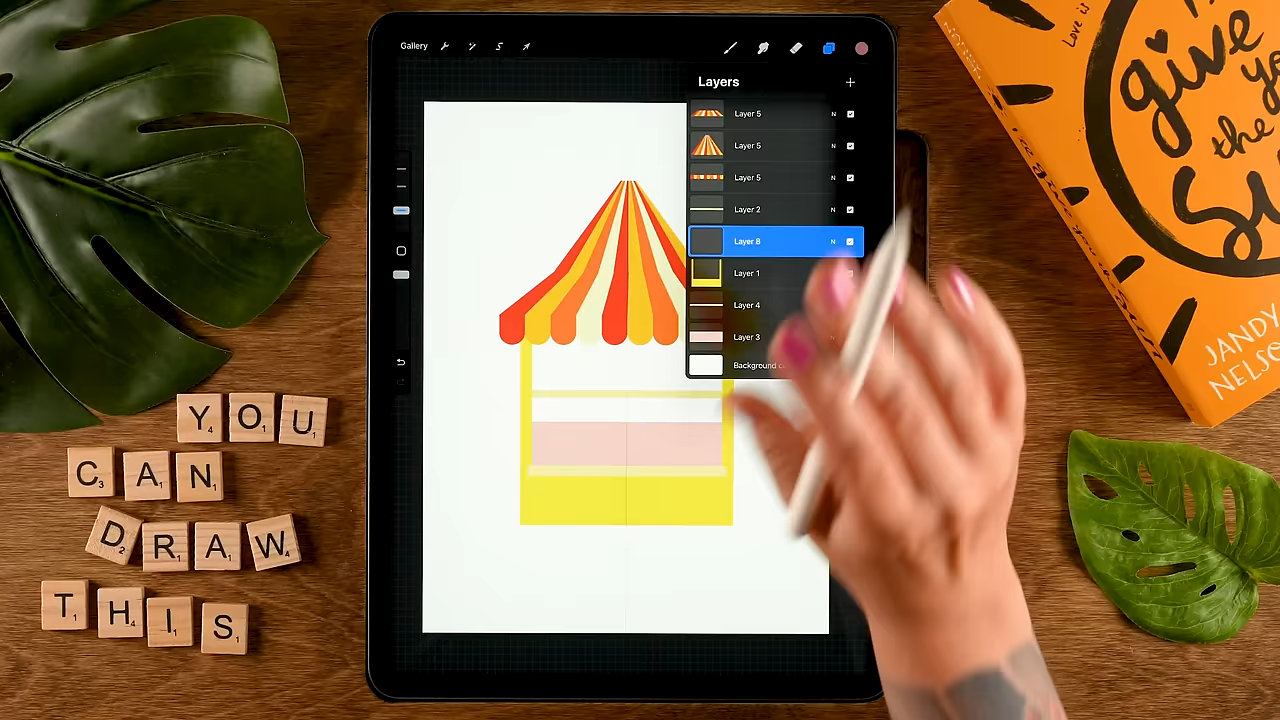 Gallery
Layers
Layer 5 N
Layer 5 N
Layer 5 N
Layer 2 N
Layer 8 N
Layer 1
Layer 4
Layer 3
Background
YOU
CAN
DRAW
THIS
Love is
give
the
JANDY